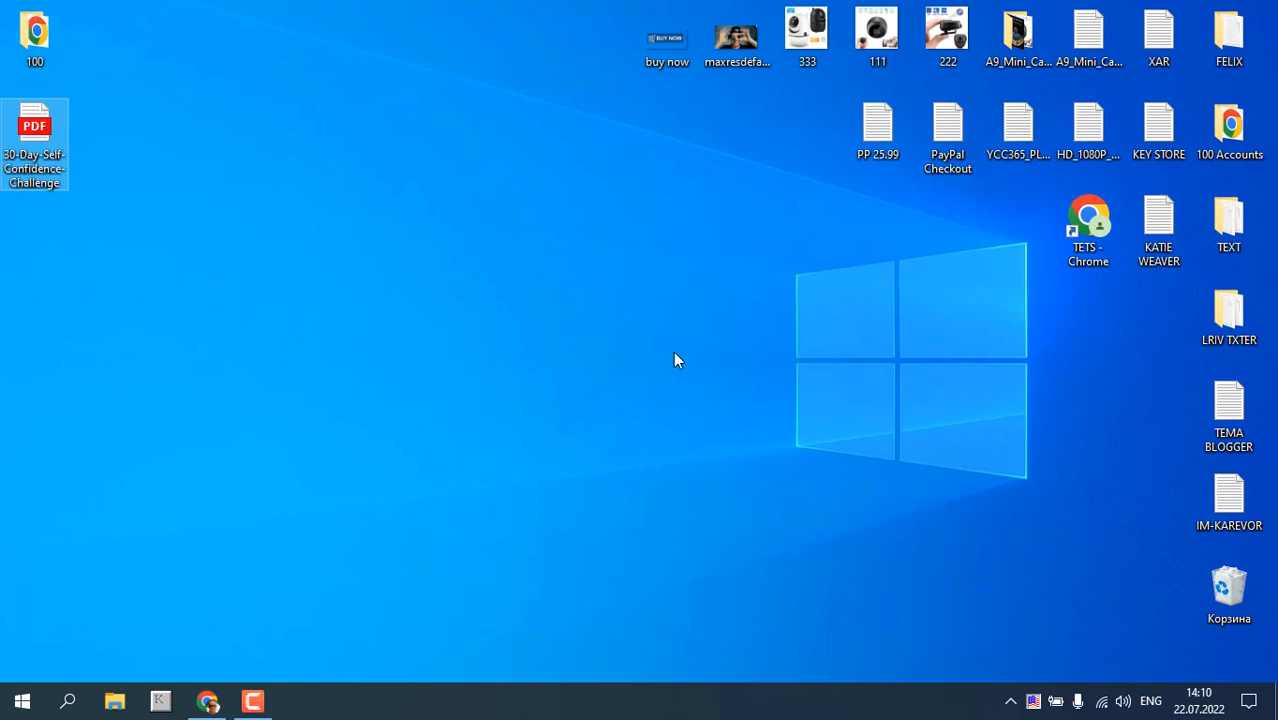 100
buy now
maxresdefa...
333
111
222
A9_Mini_Ca...
A9_Mini_Ca...
XAR
FELIX
PDF
30-Day-Self-
Confidence-
Challenge
PP 25.99
PayPal
Checkout
YCC365_PL...
HD_1080P_...
KEY STORE
100 Accounts
TETS -
Chrome
KATIE
WEAVER
TEXT
LRIV TXTER
TEMA
BLOGGER
IM-KAREVOR
Корзина
BUY NOW
K
C
ENG
14:10
22.07.2022